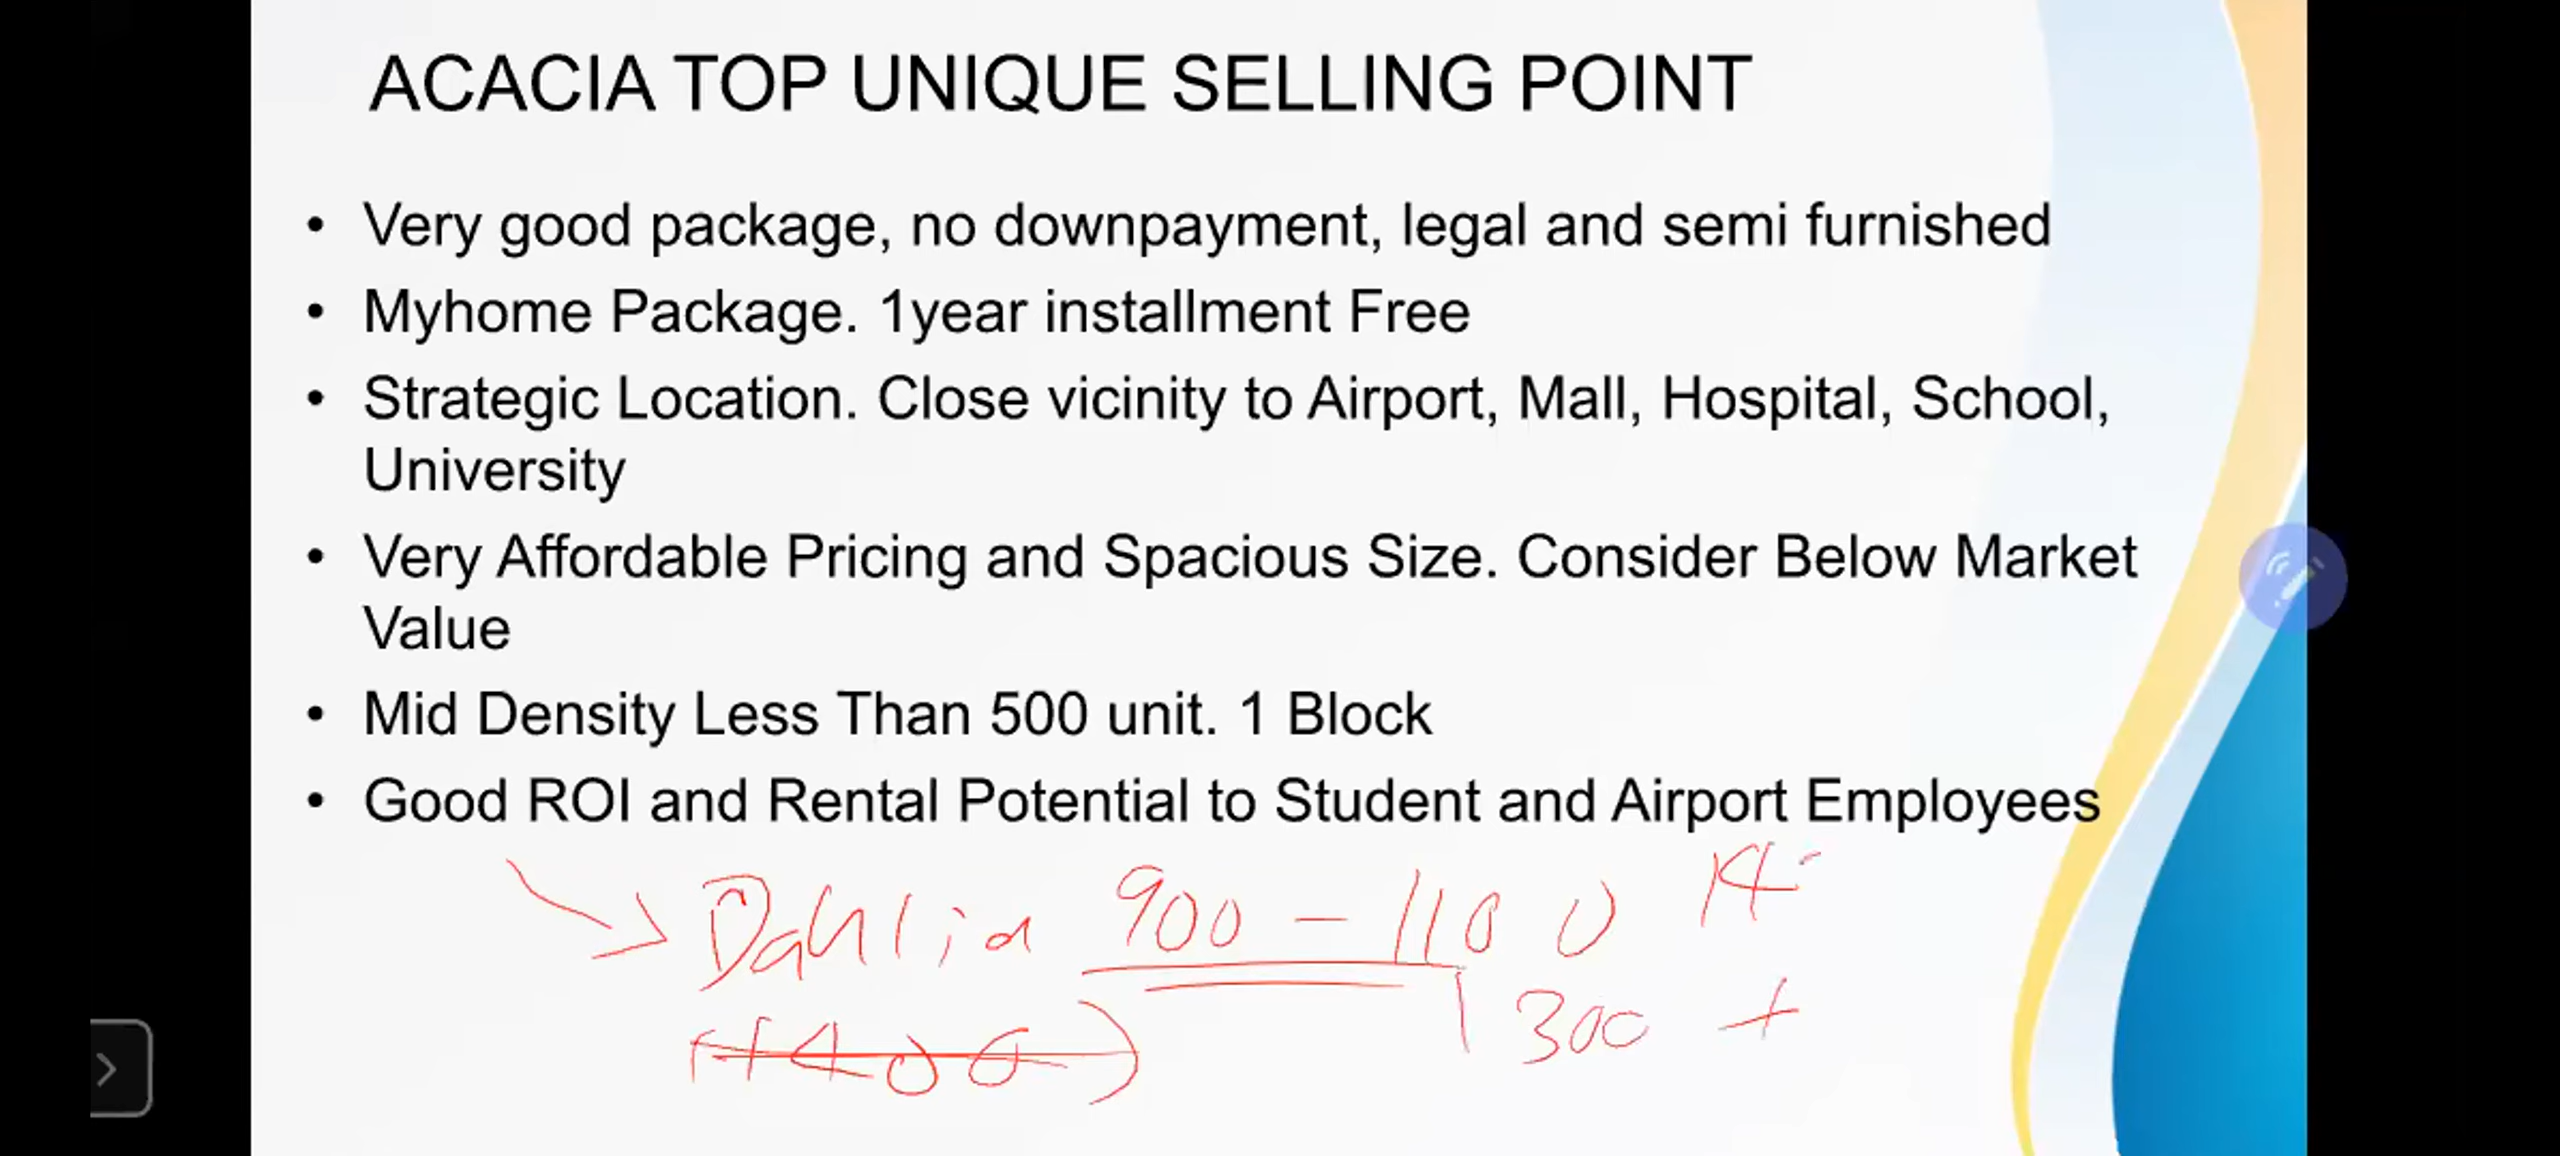 ACACIA TOP UNIQUE SELLING POINT
• Very good package, no downpayment, legal and semi furnished
• Myhome Package. 1year installment Free
• Strategic Location. Close vicinity to Airport, Mall, Hospital, School,
University
• Very Affordable Pricing and Spacious Size. Consider Below Market
Value
• Mid Density Less Than 500 unit. 1 Block
• Good ROI and Rental Potential to Student and Airport Employees
Dahlia 900 - 1100
300 +